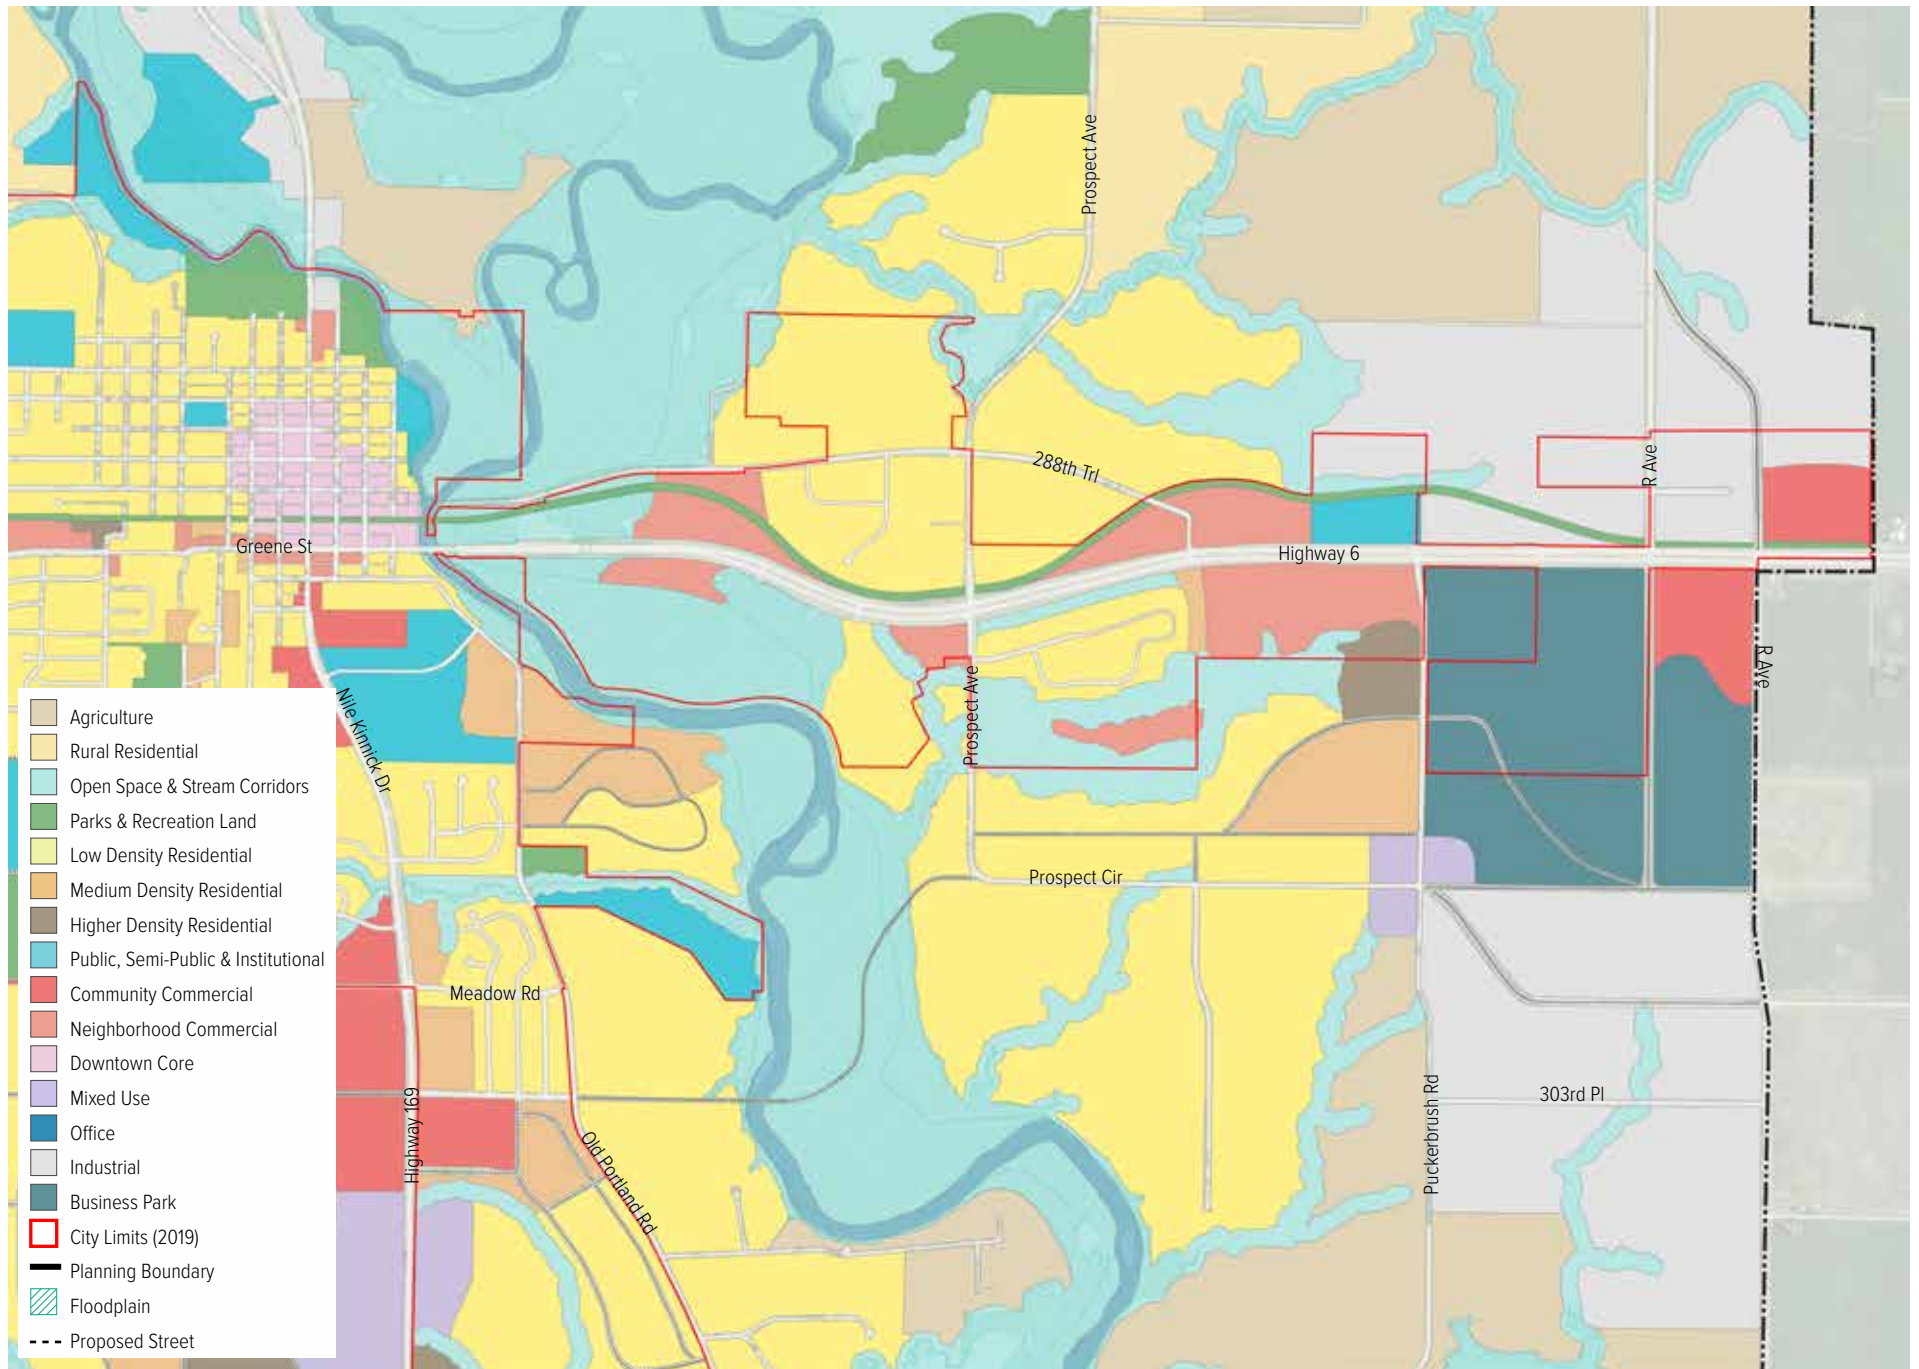 Prospect Ave
288th Trl
R Ave
Greene St
Highway 6
R Ave
Prospect Ave
Nile Kinnick Dr
Prospect Cir
Meadow Rd
Highway 169
Old Portland Rd
Puckerbrush Rd
303rd Pl
Agriculture
Rural Residential
Open Space & Stream Corridors
Parks & Recreation Land
Low Density Residential
Medium Density Residential
Higher Density Residential
Public, Semi-Public & Institutional
Community Commercial
Neighborhood Commercial
Downtown Core
Mixed Use
Office
Industrial
Business Park
City Limits (2019)
Planning Boundary
Floodplain
Proposed Street